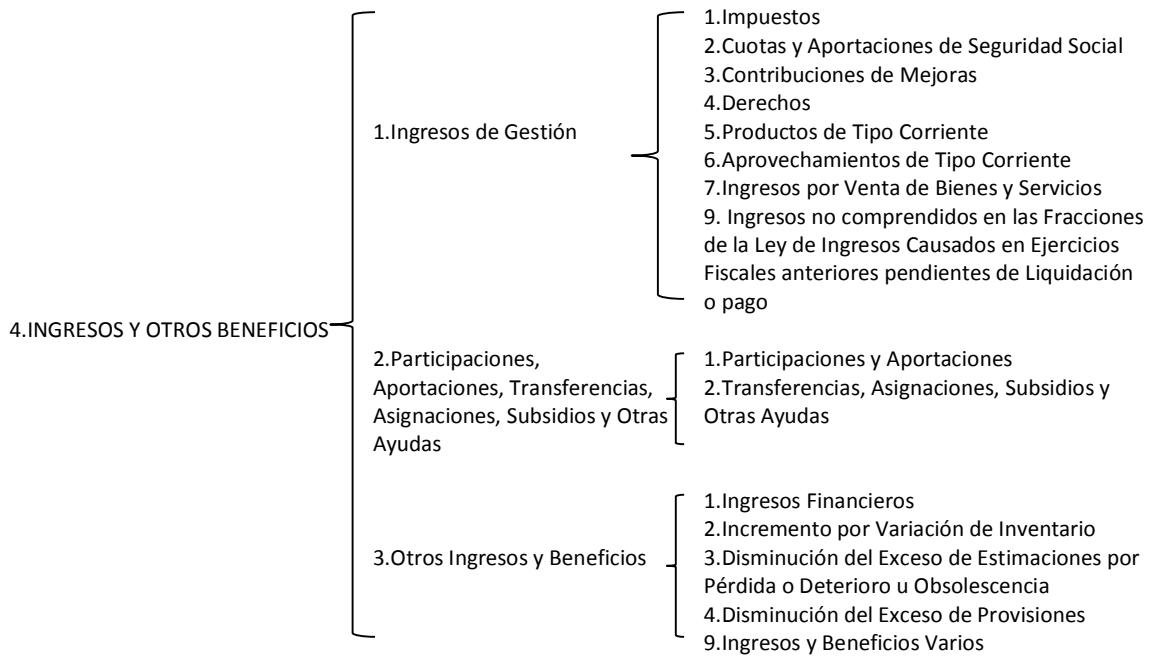 4.INGRESOS Y OTROS BENEFICIOS
1.Ingresos de Gestión
1.Impuestos
2.Cuotas y Aportaciones de Seguridad Social
3.Contribuciones de Mejoras
4.Derechos
5.Productos de Tipo Corriente
6.Aprovechamientos de Tipo Corriente
7.Ingresos por Venta de Bienes y Servicios
9. Ingresos no comprendidos en las Fracciones
de la Ley de Ingresos Causados en Ejercicios
Fiscales anteriores pendientes de Liquidación
o pago
2.Participaciones,
Aportaciones, Transferencias,
Asignaciones, Subsidios y Otras
Ayudas
1.Participaciones y Aportaciones
2.Transferencias, Asignaciones, Subsidios y
Otras Ayudas
3.Otros Ingresos y Beneficios
1.Ingresos Financieros
2.Incremento por Variación de Inventario
3.Disminución del Exceso de Estimaciones por
Pérdida o Deterioro u Obsolescencia
4.Disminución del Exceso de Provisiones
9.Ingresos y Beneficios Varios